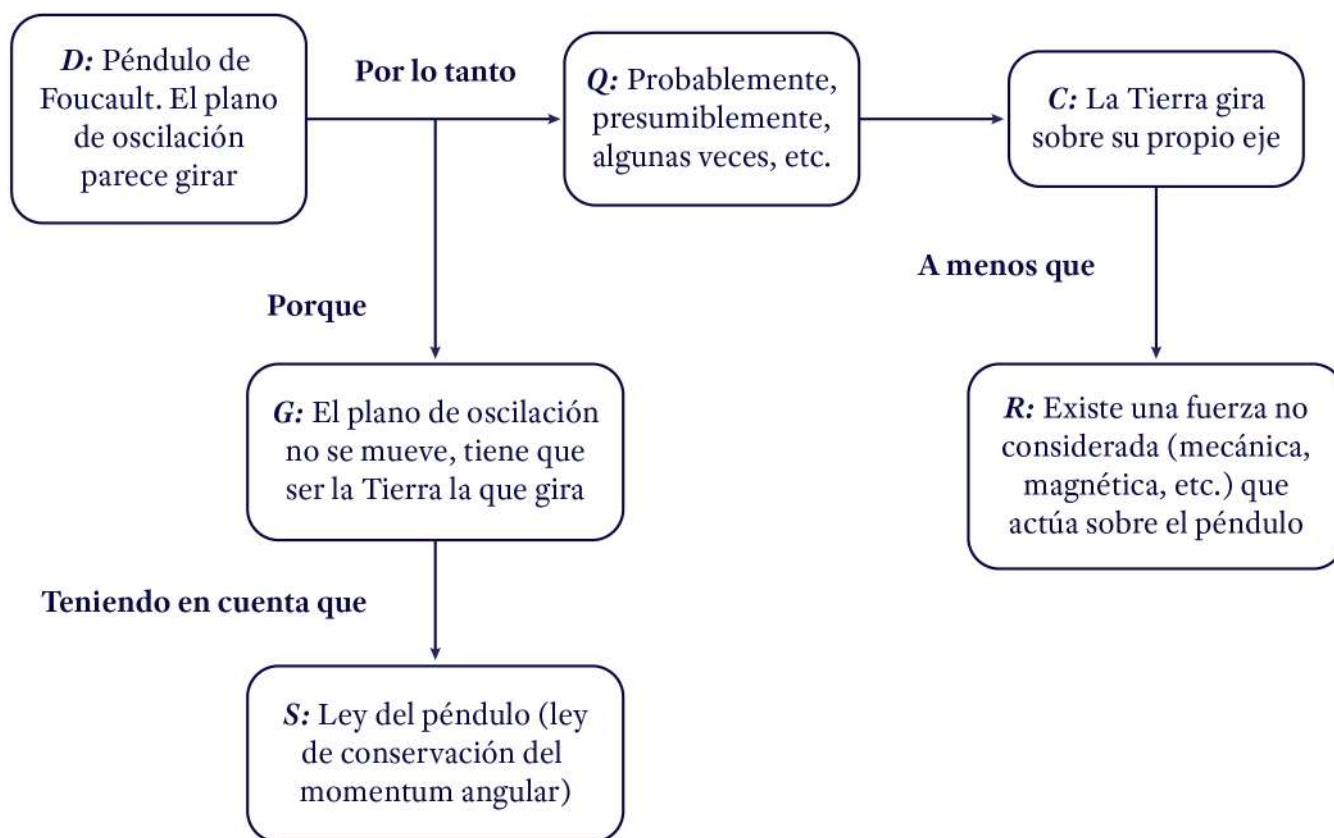 D: Péndulo de
Foucault. El plano
de oscilación
parece girar
Por lo tanto
Q: Probablemente,
presumiblemente,
algunas veces, etc.
C: La Tierra gira
sobre su propio eje
Porque
A menos que
G: El plano de oscilación
no se mueve, tiene que
ser la Tierra la que gira
R: Existe una fuerza no
considerada (mecánica,
magnética, etc.) que
actúa sobre el péndulo
Teniendo en cuenta que
S: Ley del péndulo (ley
de conservación del
momentum angular)